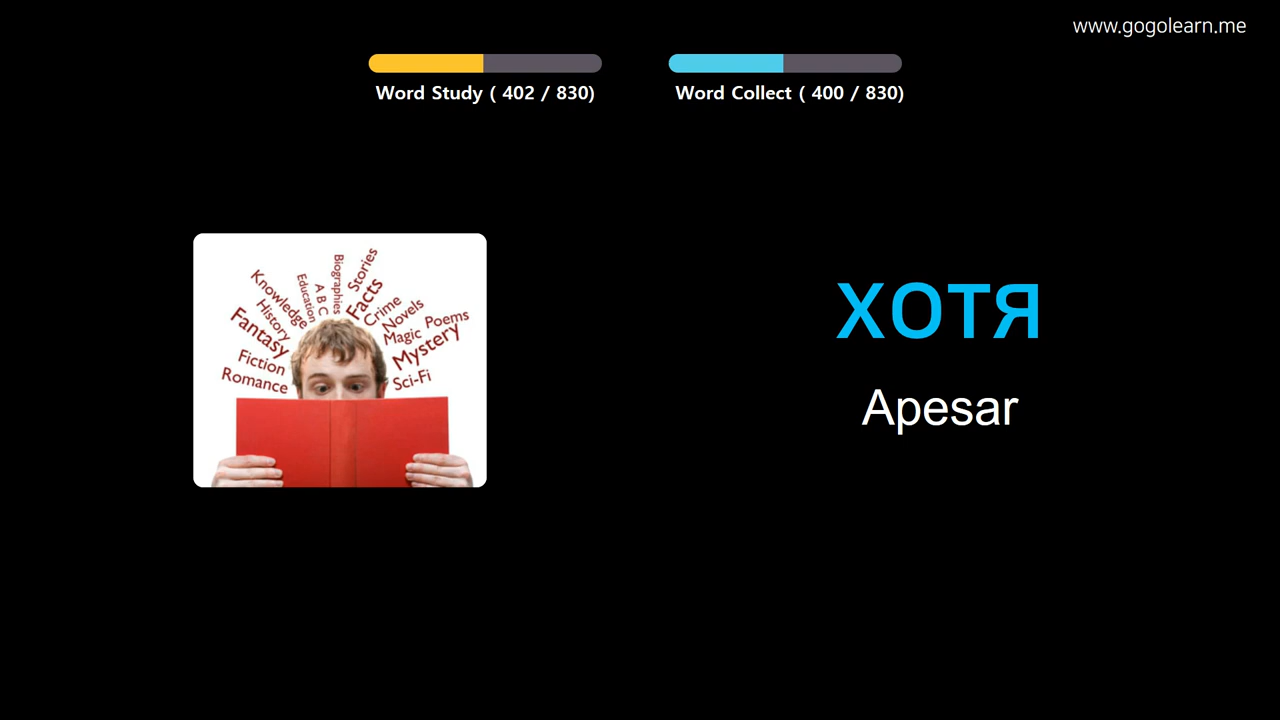 www.gogolearn.me
Word Study ( 402 / 830)
Word Collect ( 400 / 830)
Knowledge
History
Fantasy
Fiction
Romance
Education
A B C
Biographies
Stories
Facts
Crime
Novels
Magic
Poems
Mystery
Sci-Fi
хотя
Apesar